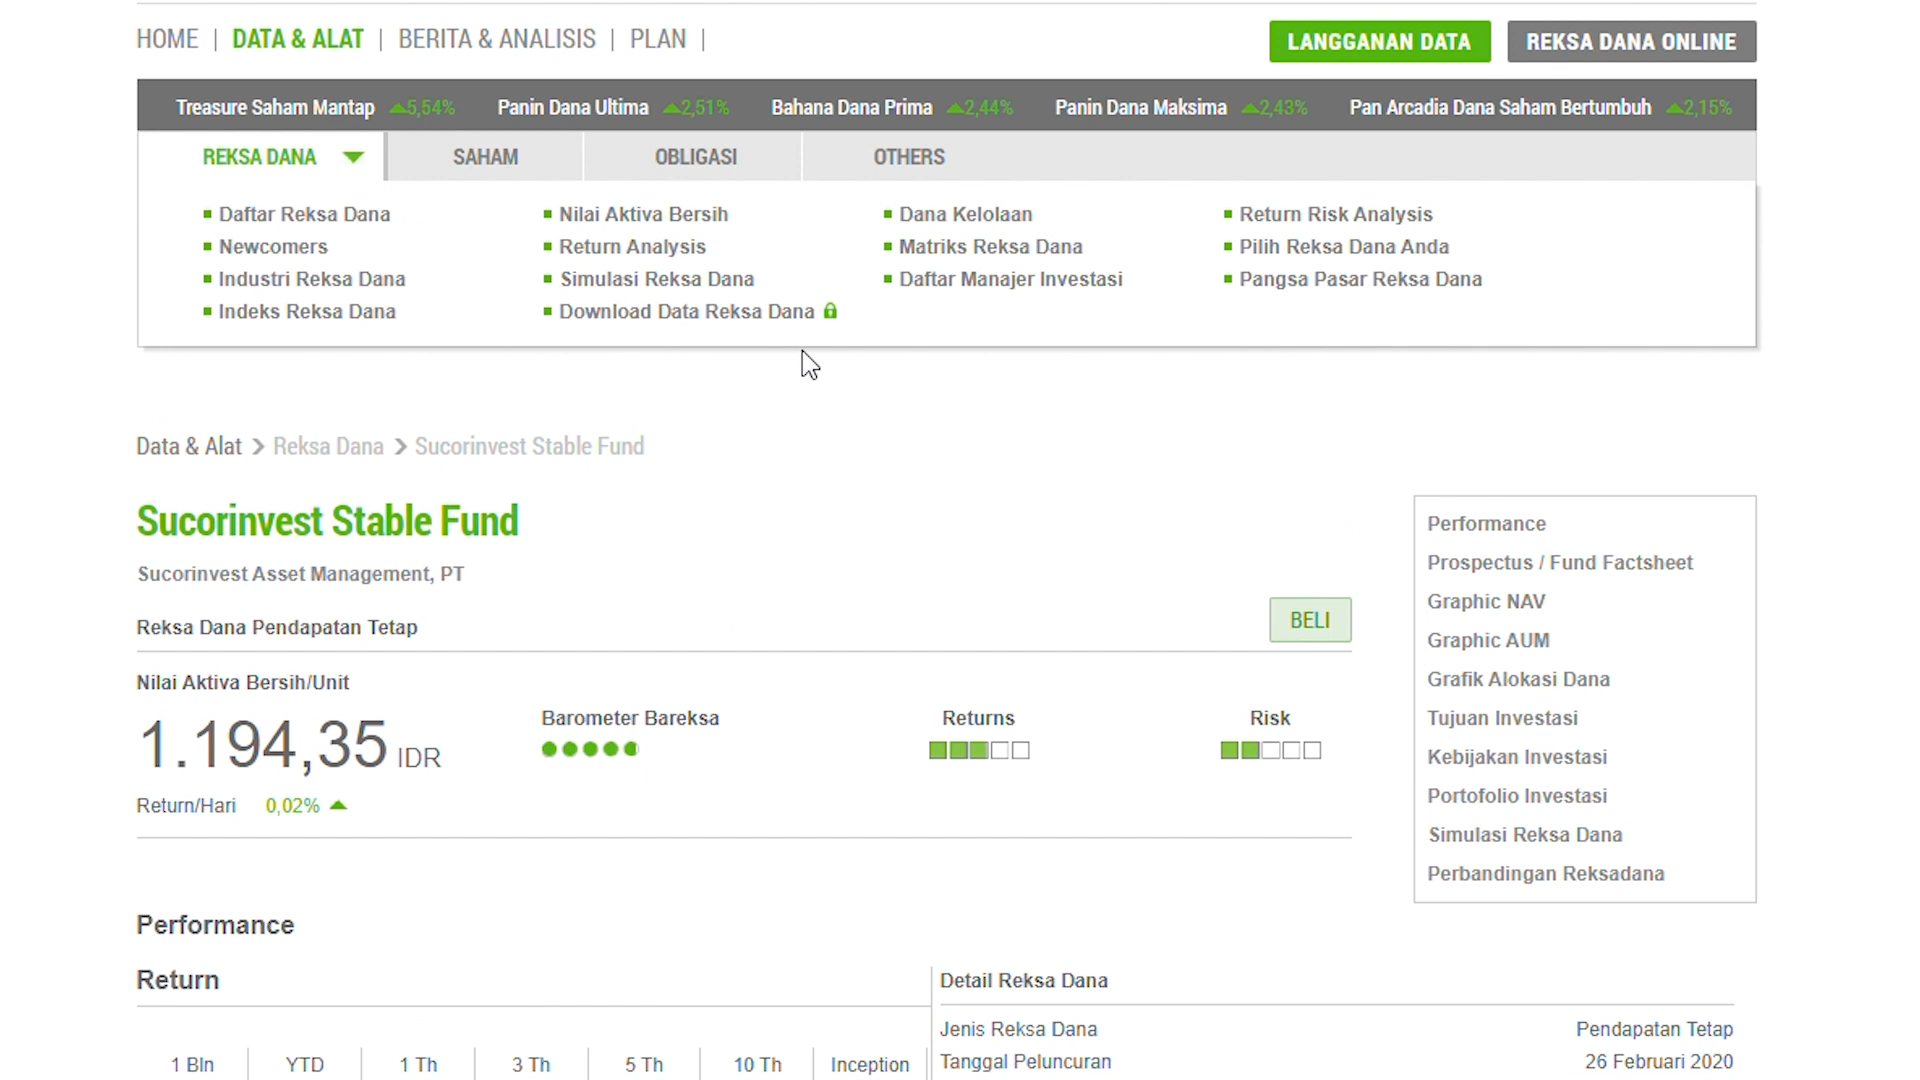 HOME | DATA & ALAT | BERITA & ANALISIS | PLAN |
LANGGANAN DATA
REKSA DANA ONLINE
Treasure Saham Mantap 5,54% Panin Dana Ultima 2,51% Bahana Dana Prima 2,44% Panin Dana Maksima 2,43% Pan Arcadia Dana Saham Bertumbuh 2,15%
REKSA DANA SAHAM OBLIGASI OTHERS
Daftar Reksa Dana
Newcomers
Industri Reksa Dana
Indeks Reksa Dana
Nilai Aktiva Bersih
Return Analysis
Simulasi Reksa Dana
Download Data Reksa Dana
Dana Kelolaan
Matriks Reksa Dana
Daftar Manajer Investasi
Return Risk Analysis
Pilih Reksa Dana Anda
Pangsa Pasar Reksa Dana
Data & Alat > Reksa Dana > Sucorinvest Stable Fund
Sucorinvest Stable Fund
Sucorinvest Asset Management, PT
Reksa Dana Pendapatan Tetap
BELI
Nilai Aktiva Bersih/Unit
1.194,35 IDR
Return/Hari 0,02%
Barometer Bareksa
Returns
Risk
Performance
Prospectus / Fund Factsheet
Graphic NAV
Graphic AUM
Grafik Alokasi Dana
Tujuan Investasi
Kebijakan Investasi
Portofolio Investasi
Simulasi Reksa Dana
Perbandingan Reksadana
Performance
Return
1 Bln YTD 1 Th 3 Th 5 Th 10 Th Inception
Detail Reksa Dana
Jenis Reksa Dana Pendapatan Tetap
Tanggal Peluncuran 26 Februari 2020